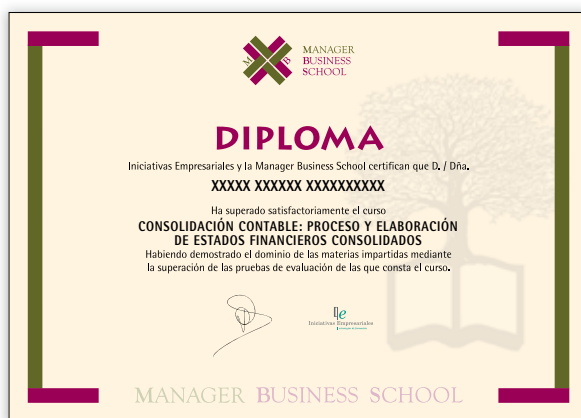 M B S
MANAGER
BUSINESS
SCHOOL
DIPLOMA
Iniciativas Empresariales y la Manager Business School certifican que D. / Dña.
XXXXX XXXXXX XXXXXXXXXX
Ha superado satisfactoriamente el curso
CONSOLIDACIÓN CONTABLE: PROCESO Y ELABORACIÓN
DE ESTADOS FINANCIEROS CONSOLIDADOS
Habiendo demostrado el dominio de las materias impartidas mediante
la superación de las pruebas de evaluación de las que consta el curso.
Ie
Iniciativas Empresariales
MANAGER BUSINESS SCHOOL